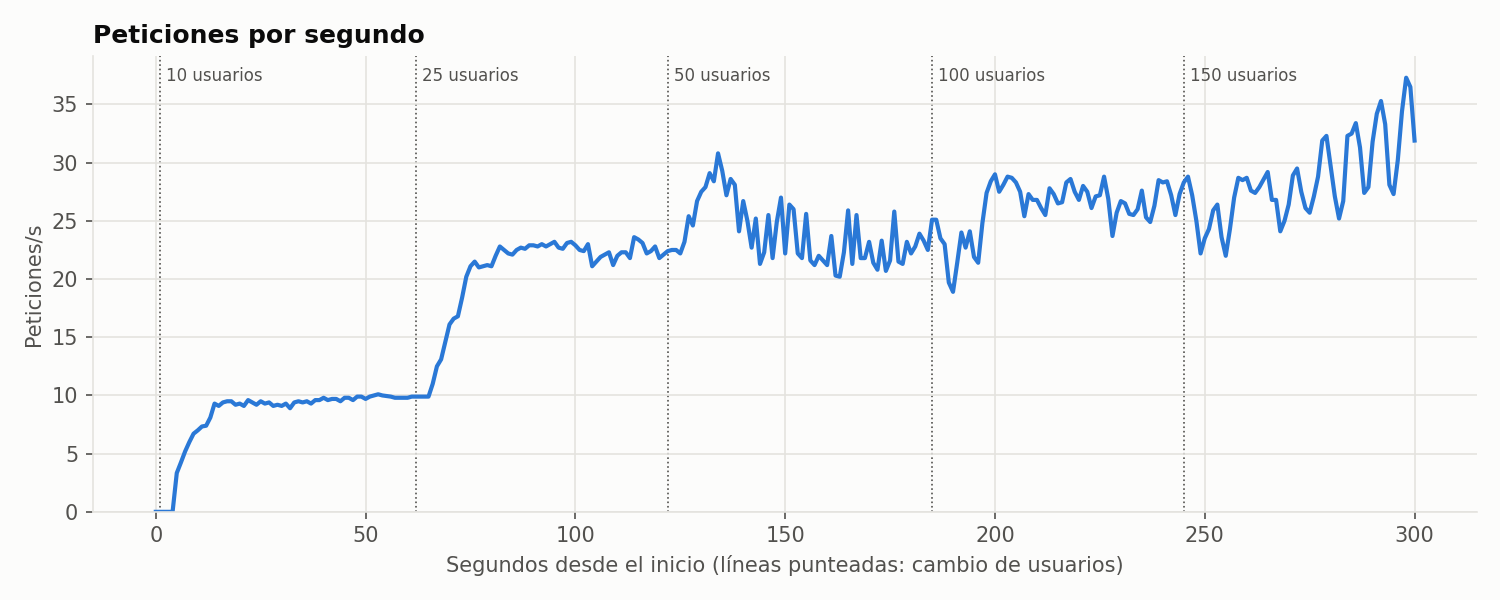 Peticiones por segundo
10 usuarios 25 usuarios 50 usuarios 100 usuarios 150 usuarios
Peticiones/s
35
30
25
20
15
10
5
0
0 50 100 150 200 250 300
Segundos desde el inicio (líneas punteadas: cambio de usuarios)